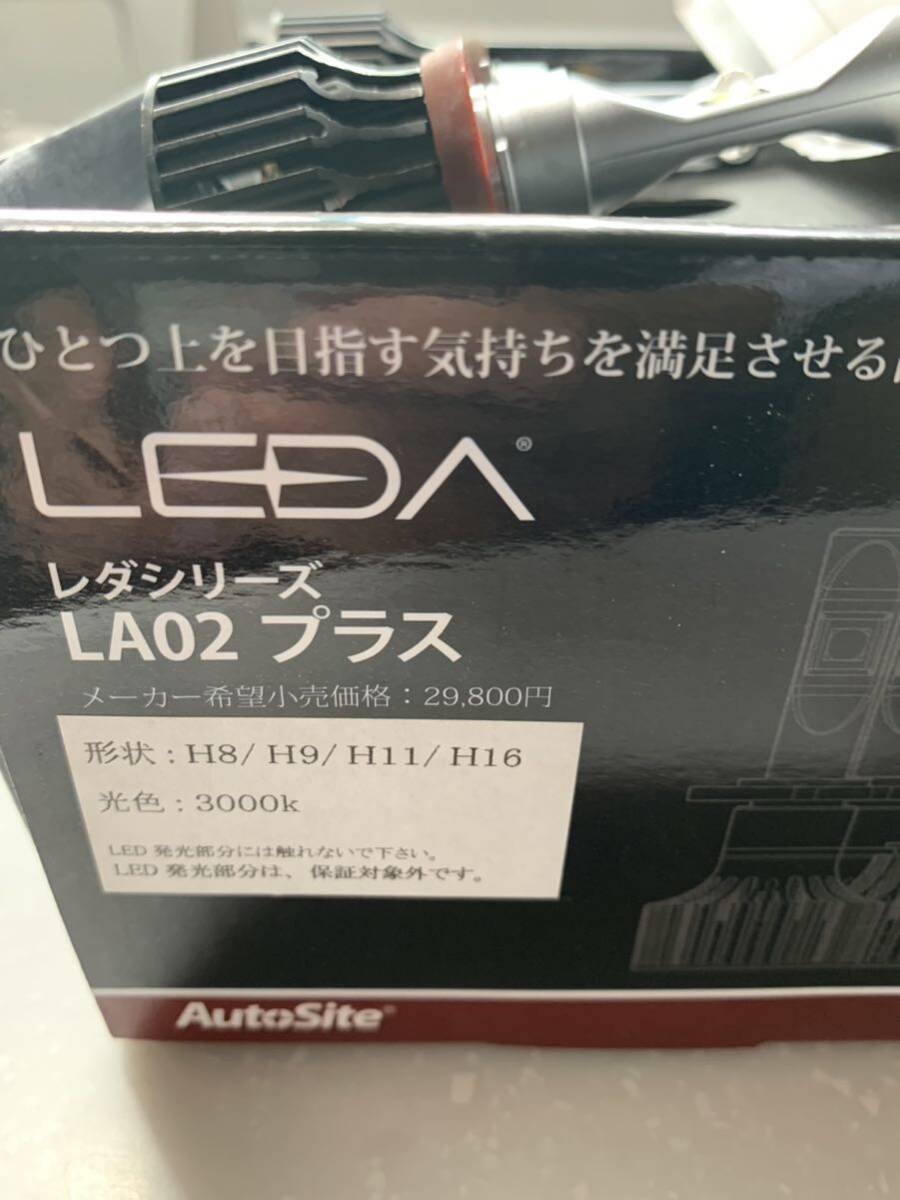 ひとつ上を目指す気持ちを満足させる
LEDA®
レダシリーズ
LA02 プラス
メーカー希望小売価格：29,800円
形状：H8/ H9/ H11/ H16
光色：3000k
LED 発光部分には触れないで下さい。
LED 発光部分は、保証対象外です。
AutoSite